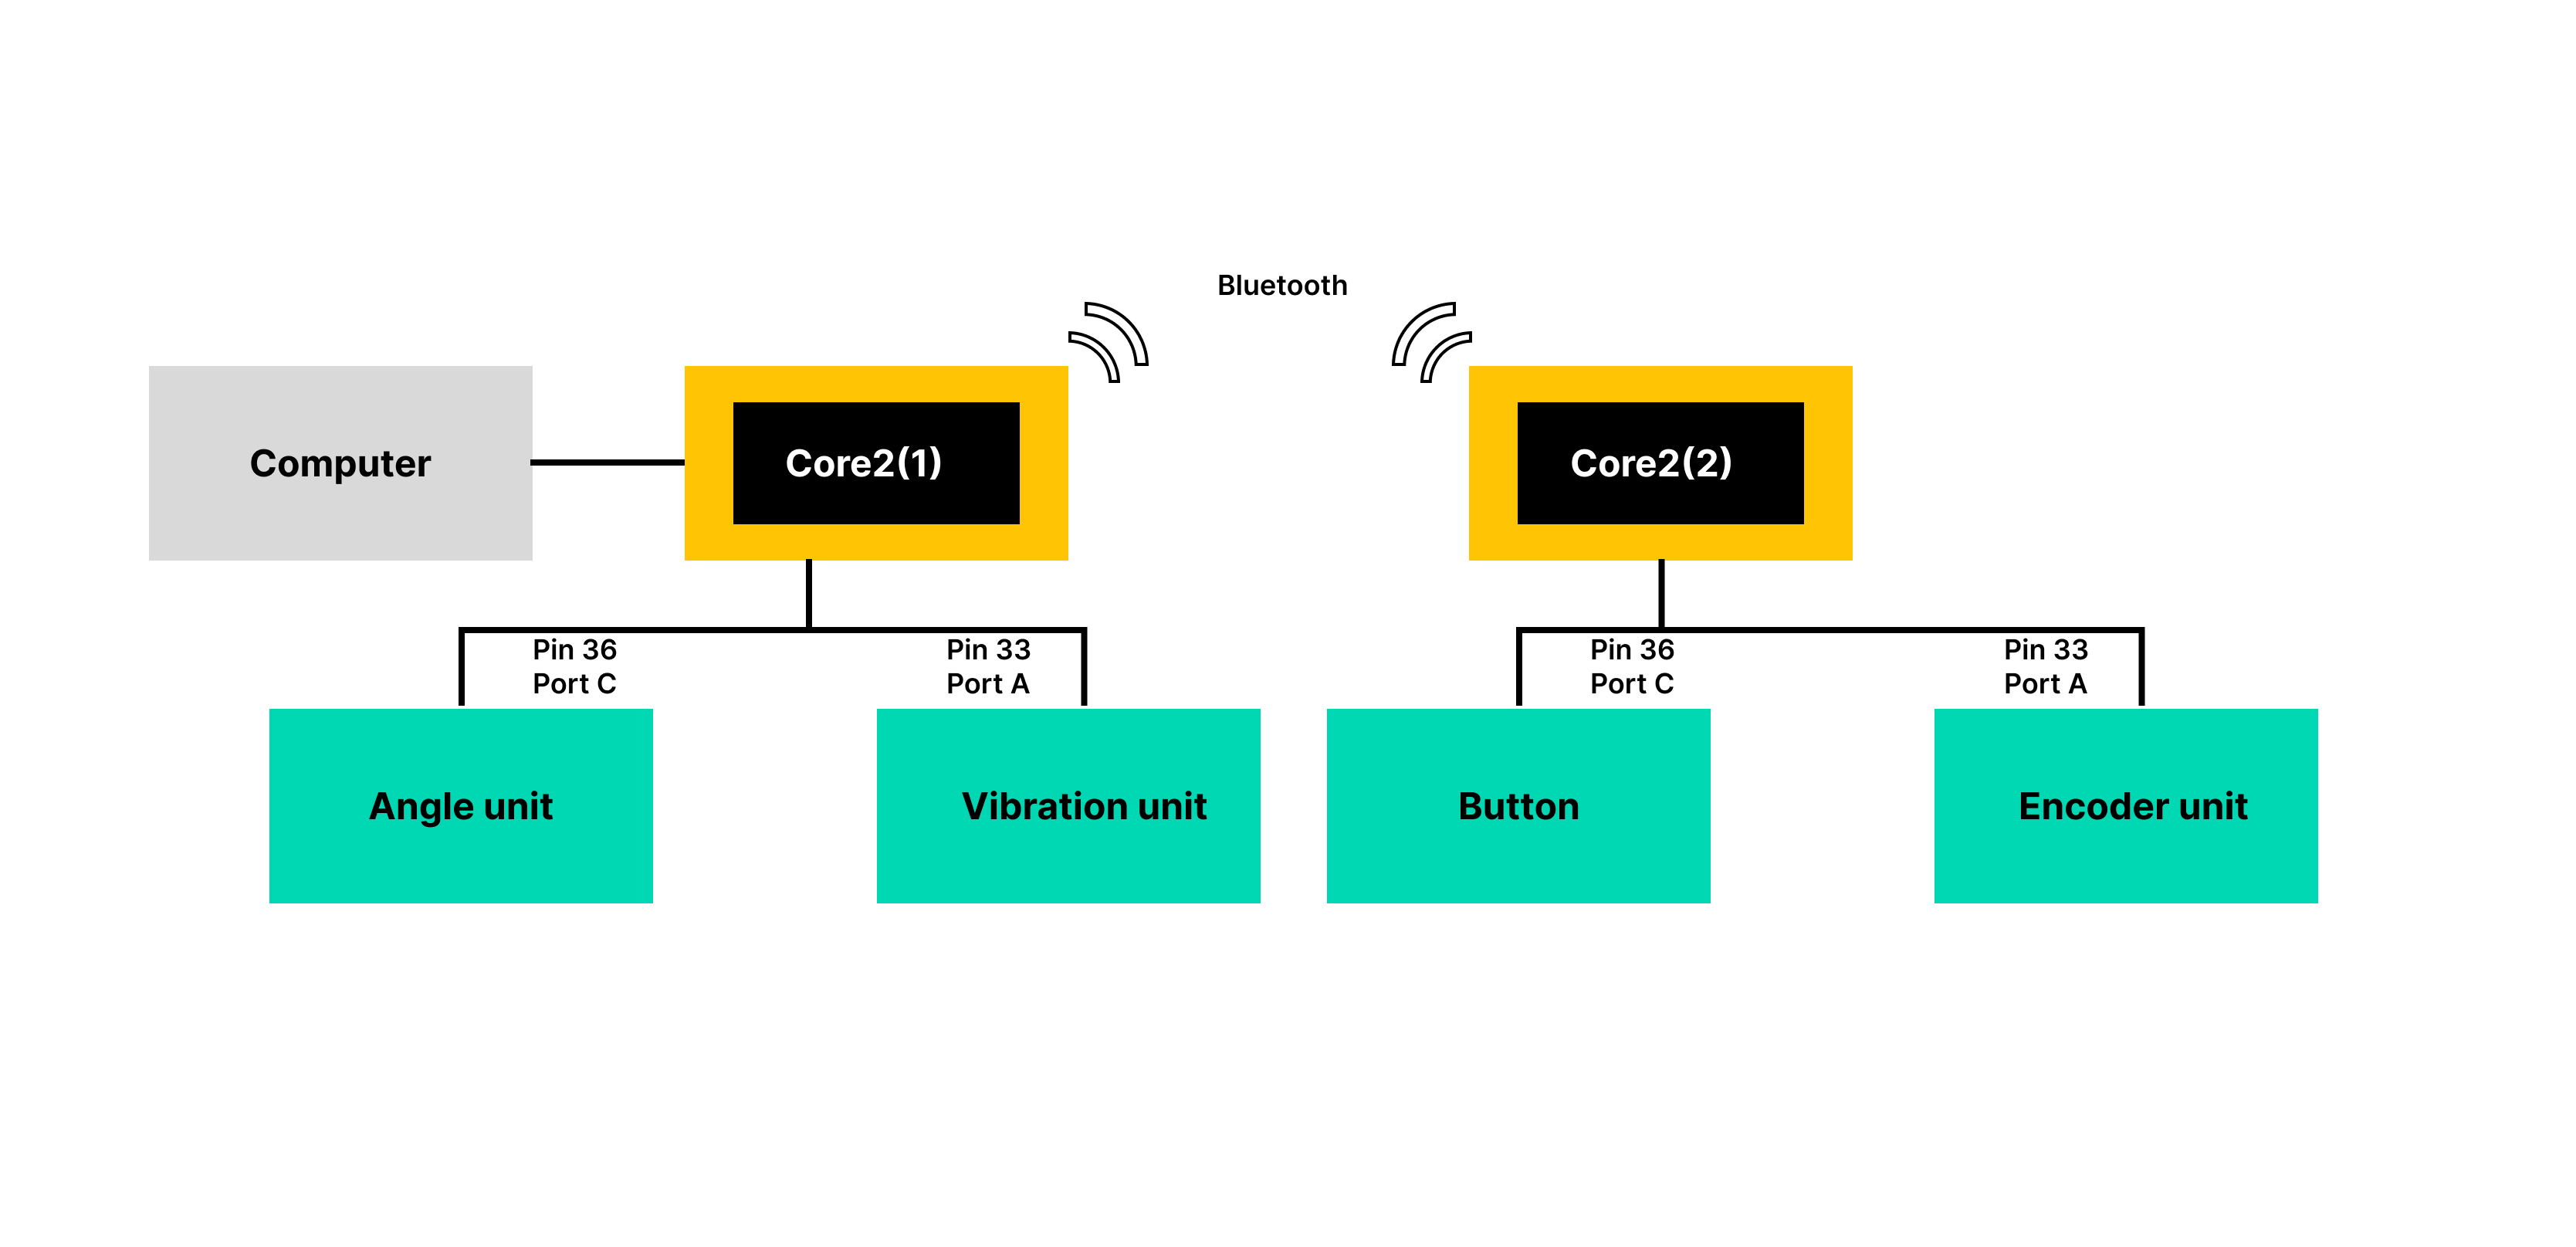 Bluetooth
Computer
Core2(1)
Core2(2)
Pin 36
Port C
Pin 33
Port A
Pin 36
Port C
Pin 33
Port A
Angle unit
Vibration unit
Button
Encoder unit